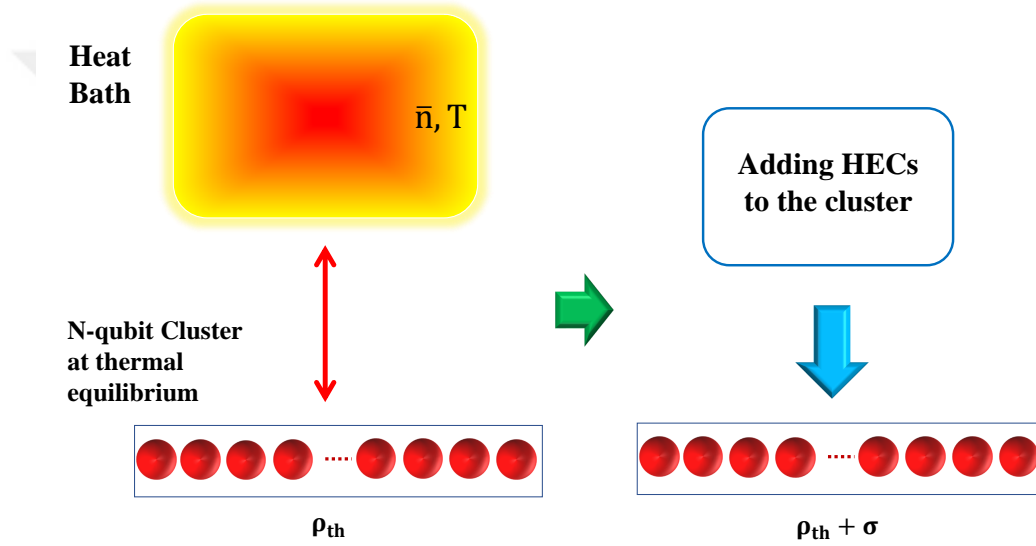 Heat
Bath
n̄, T
Adding HECs
to the cluster
N-qubit Cluster
at thermal
equilibrium
ρth
ρth + σ